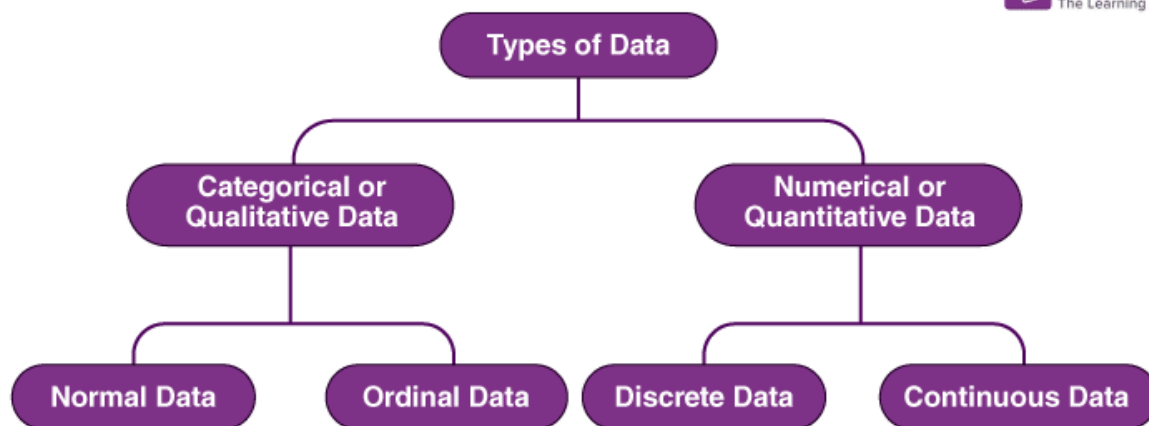 The Learning
Types of Data
Categorical or
Qualitative Data
Numerical or
Quantitative Data
Normal Data
Ordinal Data
Discrete Data
Continuous Data